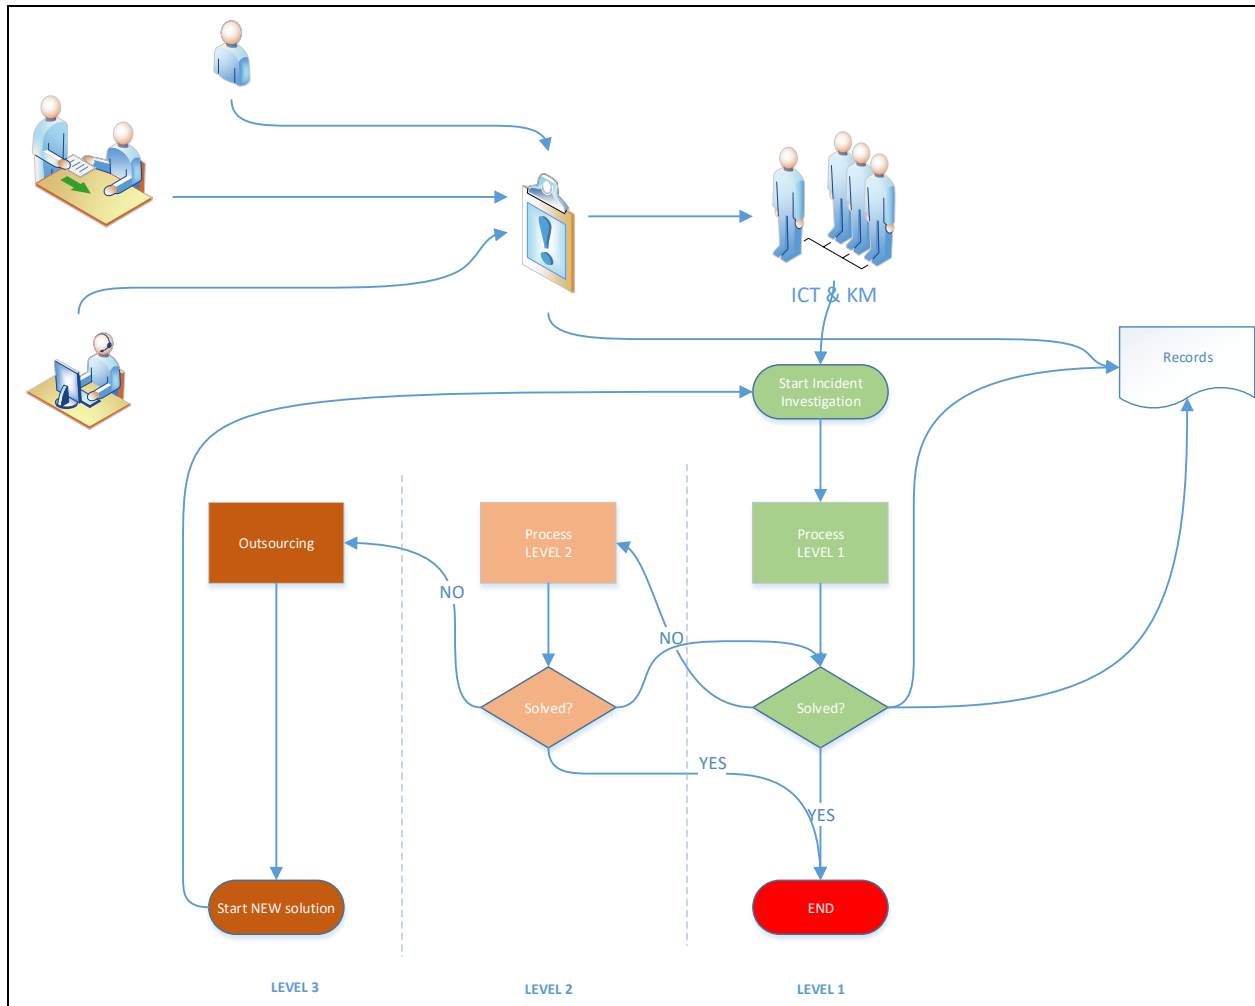 ICT & KM
Records
Start Incident
Investigation
Outsourcing
Process
LEVEL 2
Process
LEVEL 1
NO
NO
Solved?
Solved?
YES
YES
Start NEW solution
END
LEVEL 3
LEVEL 2
LEVEL 1